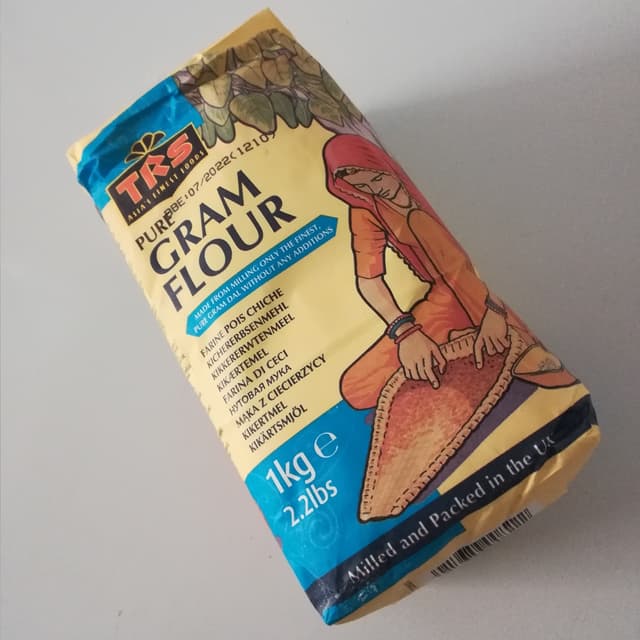 TRS
ASIA'S FINEST FOODS
BBE:07/2022(1210)
PURE
GRAM
FLOUR
MADE FROM MILLING ONLY THE FINEST,
PURE GRAM DAL WITHOUT ANY ADDITIONS
FARINE POIS CHICHE
KICHERERBSENMEHL
KIKKERERWTENMEEL
KIKÆRTEMEL
FARINA DI CECI
НУТОВАЯ МУКА
MĄKA Z CIECIERZYCY
KIKERTMEL
KIKÄRTSMJÖL
1kg e
2.2lbs
Milled and Packed in the UK